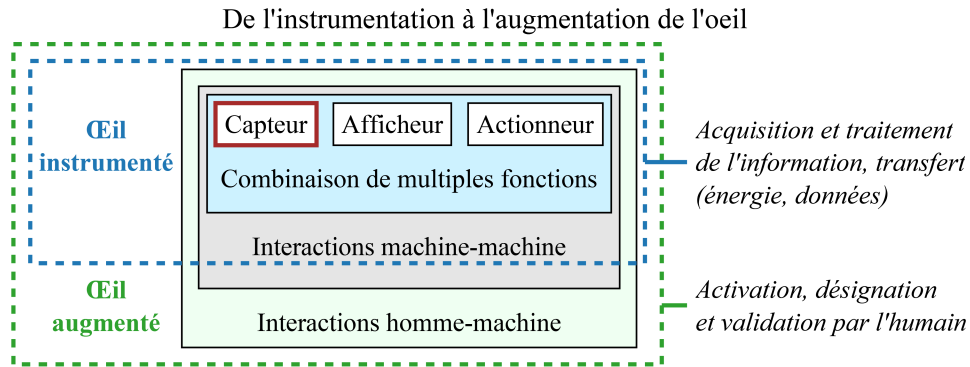 De l'instrumentation à l'augmentation de l'oeil
Œil
instrumenté
Capteur
Afficheur
Actionneur
Combinaison de multiples fonctions
Interactions machine-machine
Acquisition et traitement
de l'information, transfert
(énergie, données)
Œil
augmenté
Interactions homme-machine
Activation, désignation
et validation par l'humain